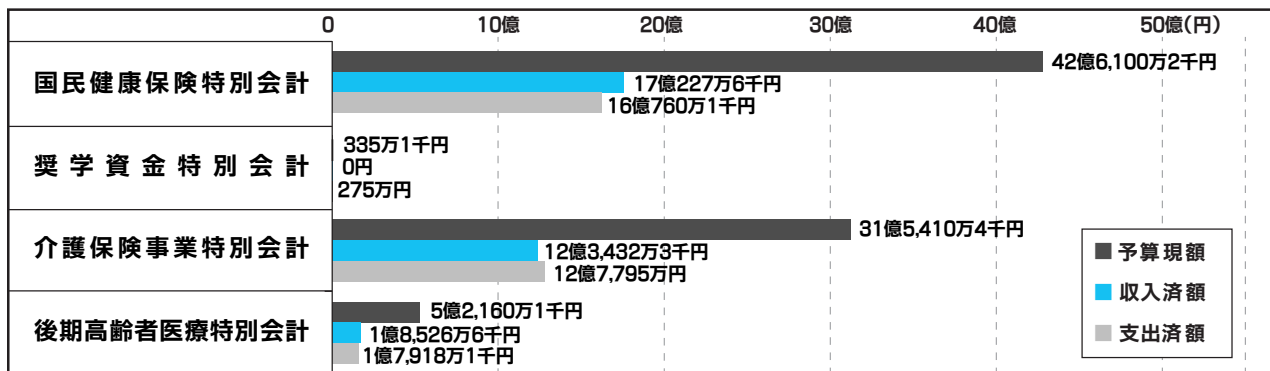 0 10億 20億 30億 40億 50億(円)
国民健康保険特別会計
42億6,100万2千円
17億227万6千円
16億760万1千円
奨学資金特別会計
335万1千円
0円
275万円
介護保険事業特別会計
31億5,410万4千円
12億3,432万3千円
12億7,795万円
後期高齢者医療特別会計
5億2,160万1千円
1億8,526万6千円
1億7,918万1千円
予算現額
収入済額
支出済額